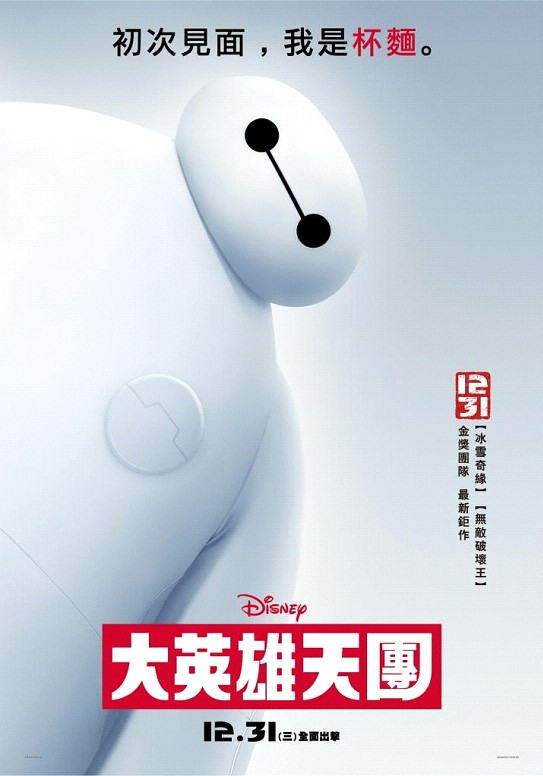 初次見面，我是杯麵。
12
31
【冰雪奇緣】【無敵破壞王】
金獎團隊 最新鉅作
Disney
大英雄天團
12.31(三)全面出擊